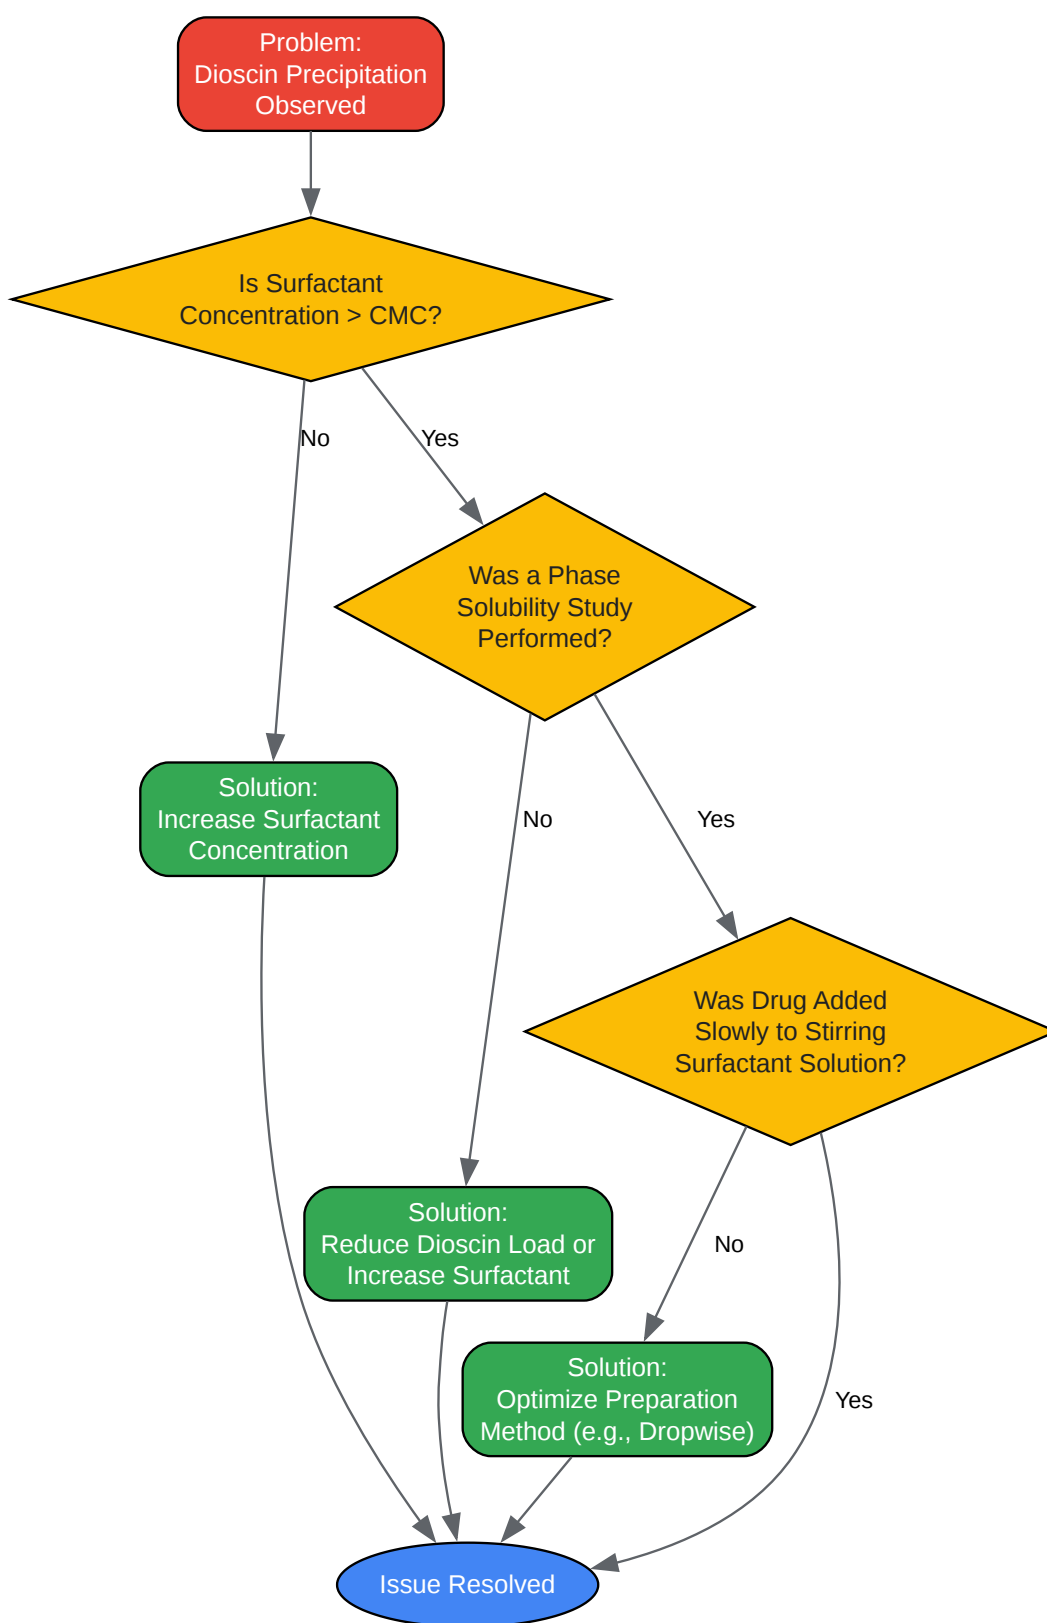 Problem:
Dioscin Precipitation
Observed
Is Surfactant
Concentration > CMC?
No
Yes
Was a Phase
Solubility Study
Performed?
Solution:
Increase Surfactant
Concentration
No
Yes
Was Drug Added
Slowly to Stirring
Surfactant Solution?
Solution:
Reduce Dioscin Load or
Increase Surfactant
No
Solution:
Optimize Preparation
Method (e.g., Dropwise)
Yes
Issue Resolved